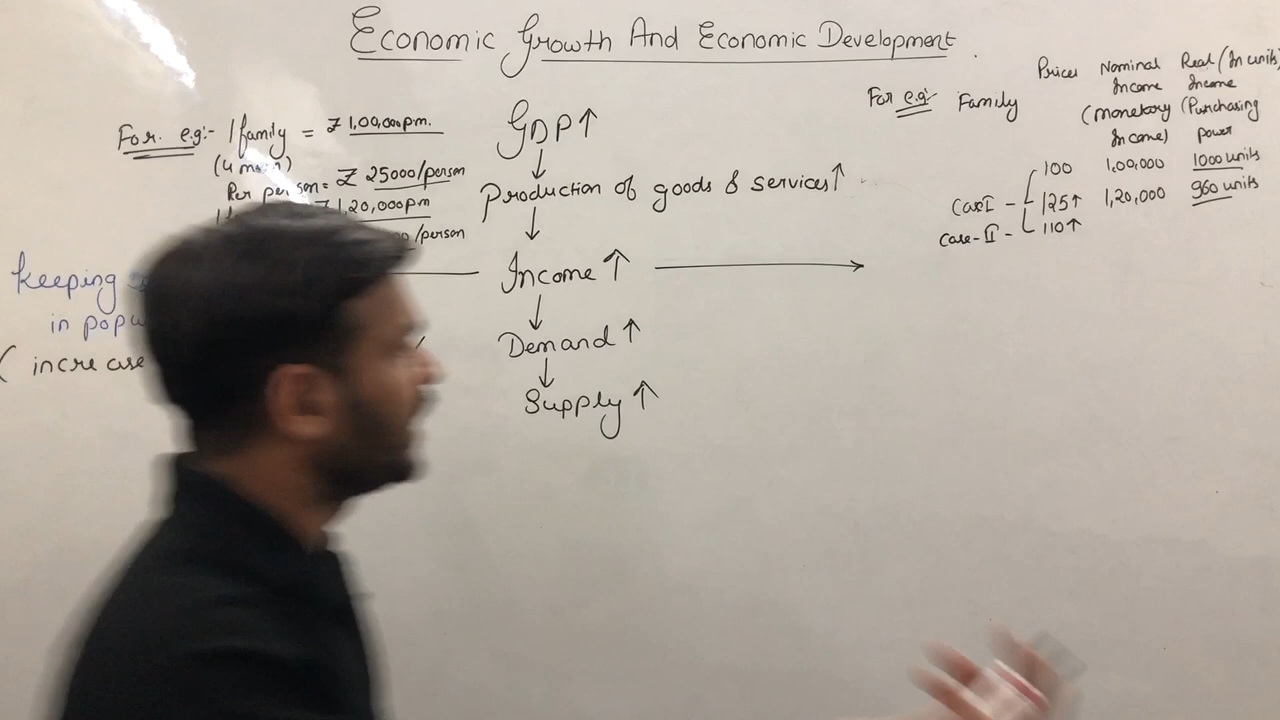 Economic Growth And Economic Development
For. e.g:- 1 family = ₹ 1,00,000 pm.
(4 mem)
Per person = ₹ 25000/person
1,20,000pm
/person
keeping
in popu
( increase
GDP↑
↓
Production of goods & services↑
↓
Income ↑
↓
Demand ↑
↓
Supply ↑
For e.g:- Family
Prices Nominal Income (Monetary Income) Real (In units) Income (Purchasing power
100 1,00,000 1000 units
Case I - 125↑ 1,20,000 960 units
Case-II - 110↑